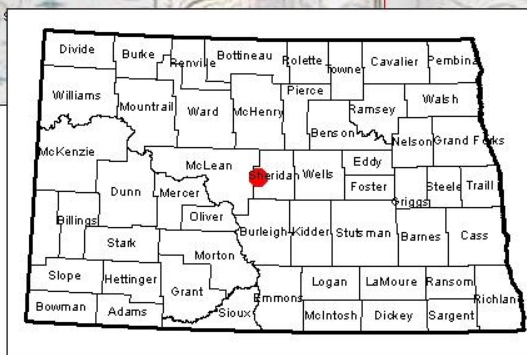 Divide Burke Renville Bottineau Rolette Towner Cavalier Pembina
Williams Mountrail Ward McHenry Pierce Ramsey Walsh
Benson Nelson Grand Forks
McKenzie McLean Sheridan Wells Eddy
Dunn Mercer Foster Griggs Steele Traill
Billings Oliver Burleigh Kidder Stutsman Barnes Cass
Stark Morton
Slope Hettinger Grant Emmons Logan LaMoure Ransom Richland
Bowman Adams Sioux McIntosh Dickey Sargent